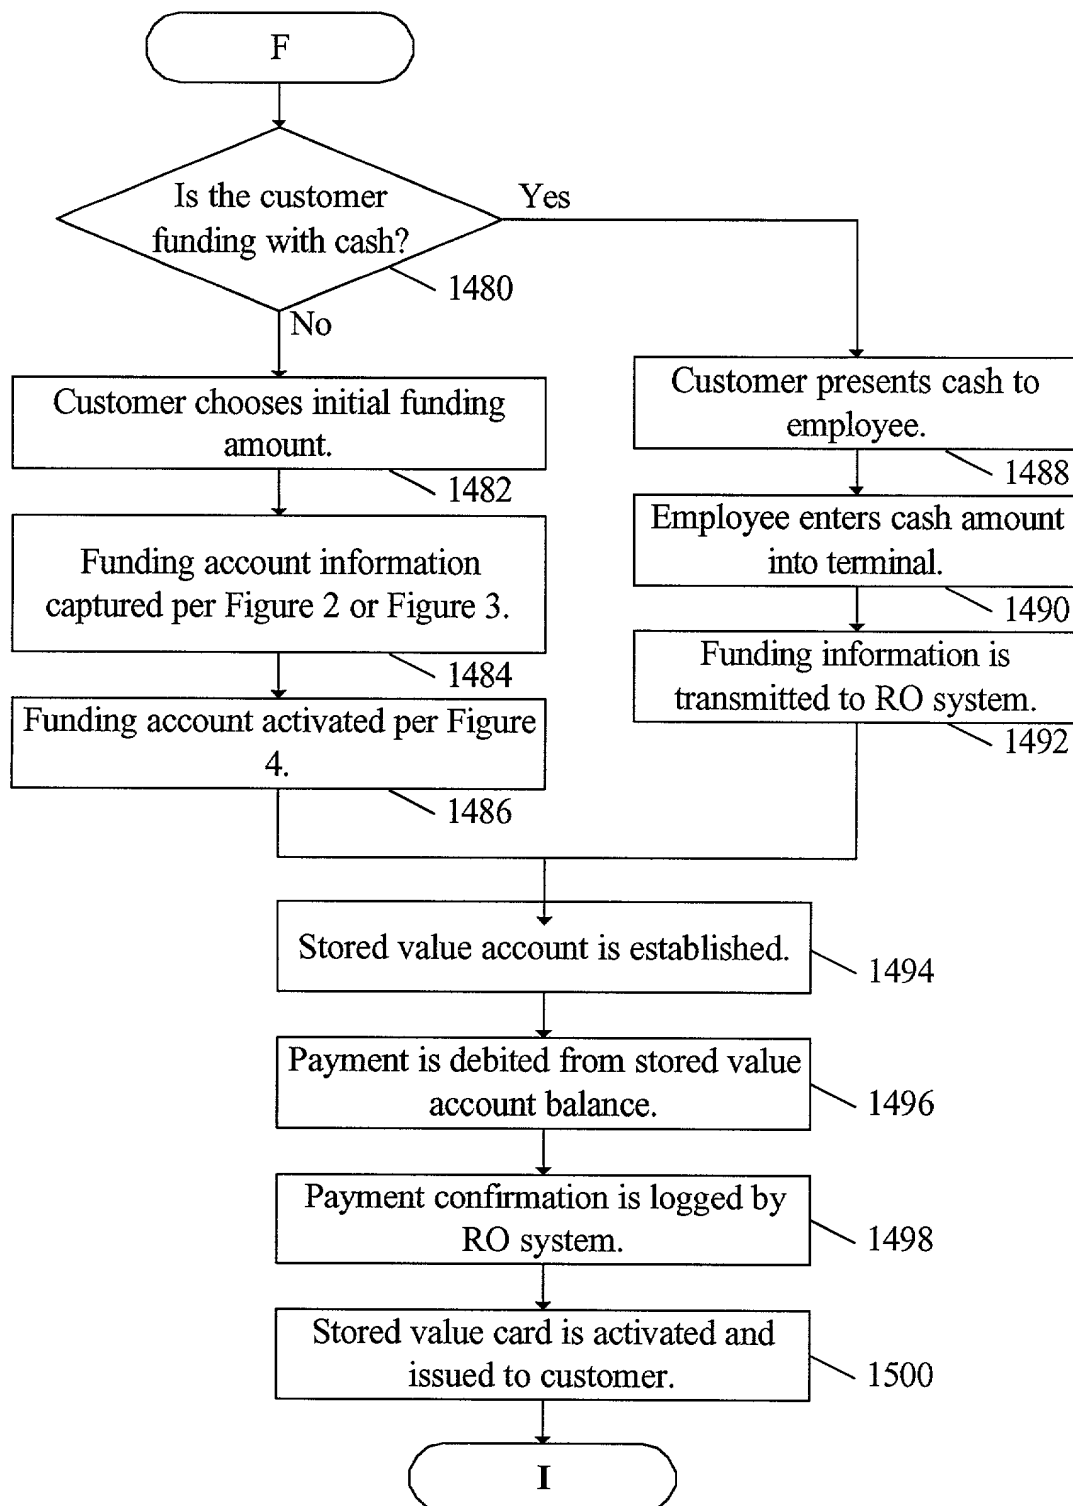 F
Is the customer
funding with cash?
Yes
1480
No
Customer chooses initial funding
amount.
1482
Funding account information
captured per Figure 2 or Figure 3.
1484
Funding account activated per Figure
4.
1486
Customer presents cash to
employee.
1488
Employee enters cash amount
into terminal.
1490
Funding information is
transmitted to RO system.
1492
Stored value account is established.
1494
Payment is debited from stored value
account balance.
1496
Payment confirmation is logged by
RO system.
1498
Stored value card is activated and
issued to customer.
1500
I